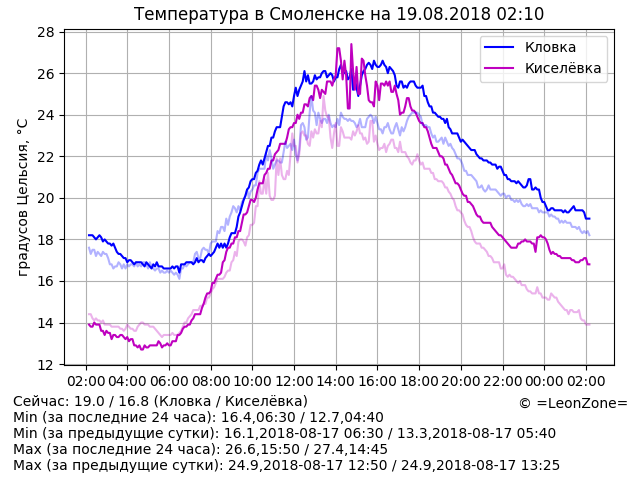 Температура в Смоленске на 19.08.2018 02:10
градусов Цельсия, °C
28
26
24
22
20
18
16
14
12
Кловка
Киселёвка
02:00 04:00 06:00 08:00 10:00 12:00 14:00 16:00 18:00 20:00 22:00 00:00 02:00
Сейчас: 19.0 / 16.8 (Кловка / Киселёвка)
© =LeonZone=
Min (за последние 24 часа): 16.4,06:30 / 12.7,04:40
Min (за предыдущие сутки): 16.1,2018-08-17 06:30 / 13.3,2018-08-17 05:40
Max (за последние 24 часа): 26.6,15:50 / 27.4,14:45
Max (за предыдущие сутки): 24.9,2018-08-17 12:50 / 24.9,2018-08-17 13:25